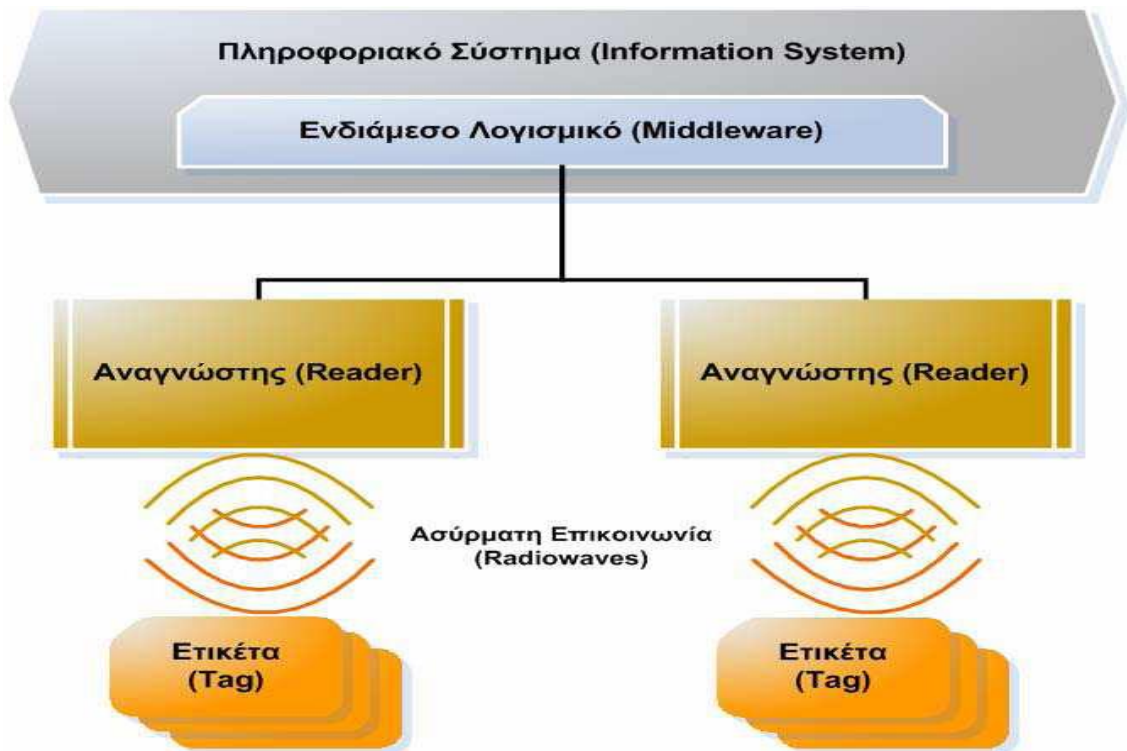 Πληροφοριακό Σύστημα (Information System)
Ενδιάμεσο Λογισμικό (Middleware)
Αναγνώστης (Reader)
Αναγνώστης (Reader)
Ασύρματη Επικοινωνία
(Radiowaves)
Ετικέτα
(Tag)
Ετικέτα
(Tag)